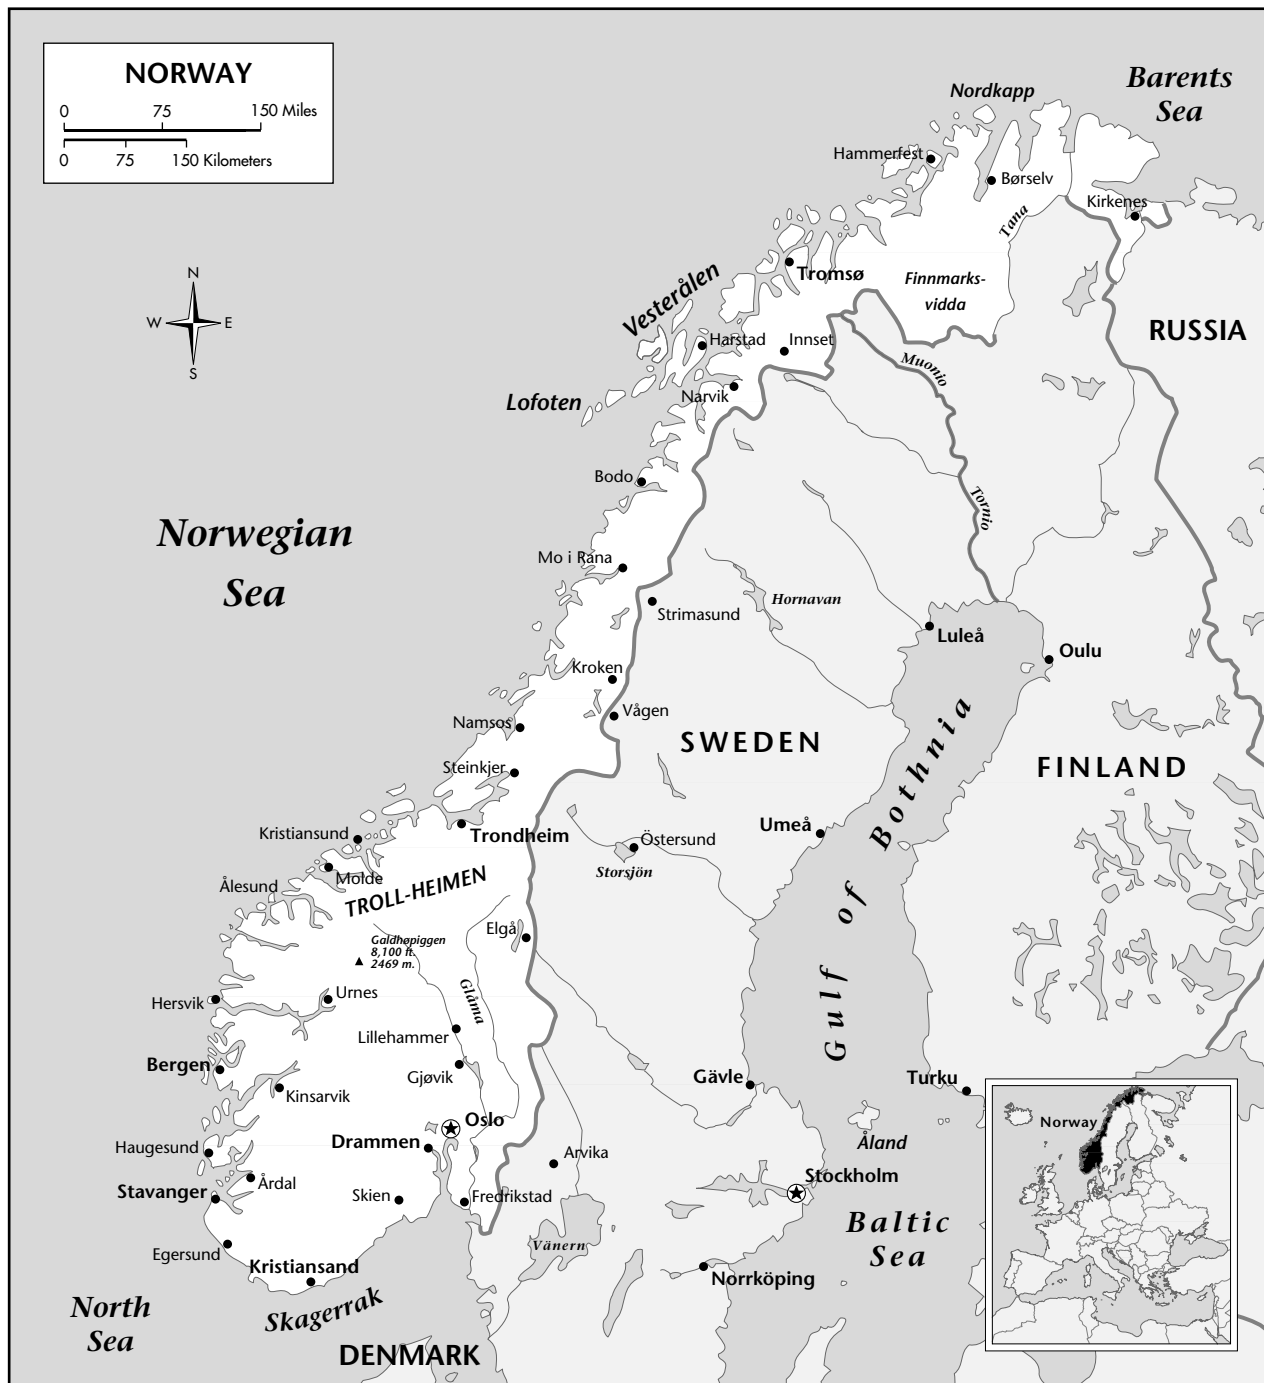 NORWAY
0 75 150 Miles
0 75 150 Kilometers
N
W E
S
Barents
Sea
Nordkapp
Hammerfest
Børselv
Kirkenes
Tana
Tromsø
Finnmarks-
vidda
RUSSIA
Vesterålen
Harstad
Innset
Muonio
Lofoten
Narvik
Bodo
Tornio
Norwegian
Sea
Mo i Rana
Strimasund
Hornavan
Luleå
Oulu
Kroken
Vågen
Namsos
SWEDEN
FINLAND
Steinkjer
Gulf of Bothnia
Kristiansund
Trondheim
Umeå
Östersund
Storsjön
Molde
Ålesund
TROLL-HEIMEN
Elgå
Galdhøpiggen
8,100 ft.
2469 m.
Glåma
Hersvik
Urnes
Lillehammer
Bergen
Gjøvik
Kinsarvik
Gävle
Turku
Oslo
Drammen
Haugesund
Arvika
Åland
Norway
Stavanger
Årdal
Skien
Fredrikstad
Stockholm
Egersund
Vänern
Baltic
Sea
Kristiansand
Norrköping
North
Sea
Skagerrak
DENMARK